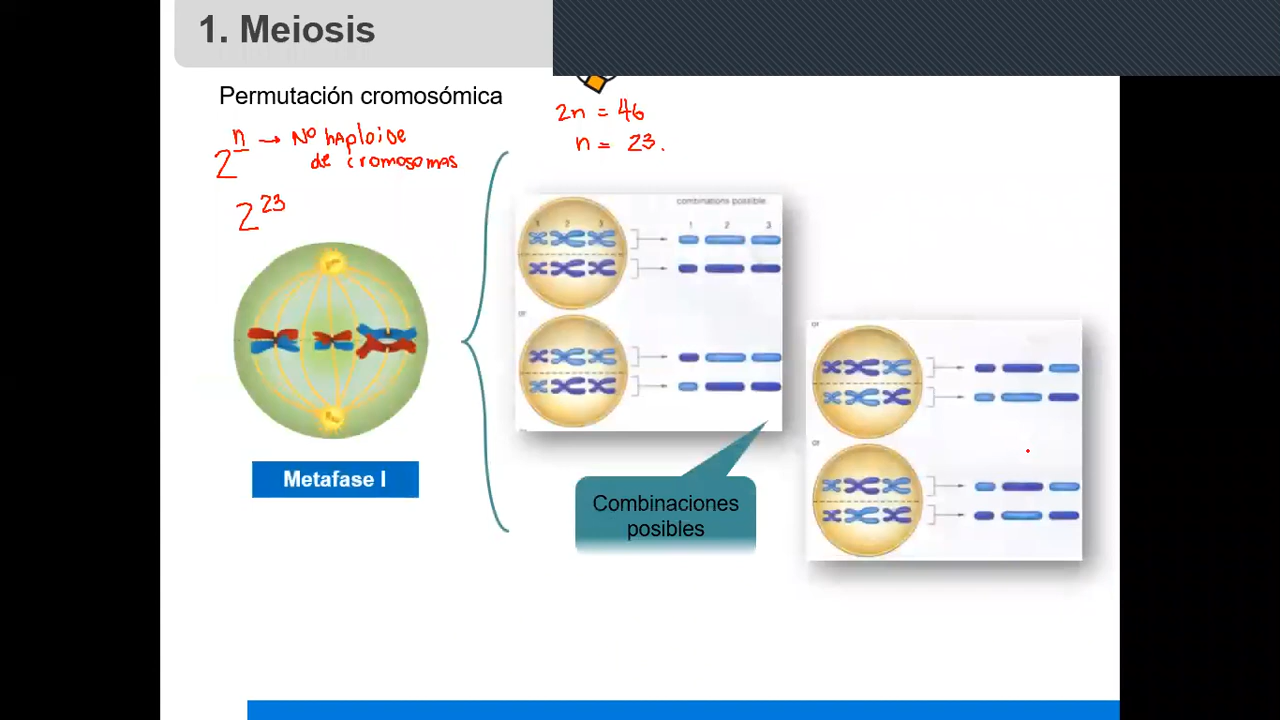 1. Meiosis
Permutación cromosómica
2n = 46
n = 23.
2^n → No haploide
de cromosomas
2^23
combinations possible
1 2 3
1 2 3
or
or
or
Metafase I
Combinaciones
posibles